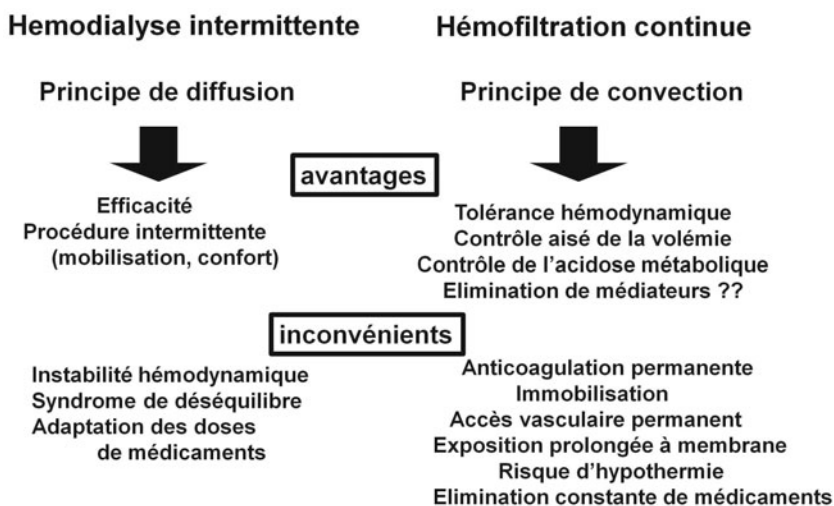 Hemodialyse intermittente
Principe de diffusion
Hémofiltration continue
Principe de convection
avantages
Efficacité
Procédure intermittente
(mobilisation, confort)
Tolérance hémodynamique
Contrôle aisé de la volémie
Contrôle de l'acidose métabolique
Elimination de médiateurs ??
inconvénients
Instabilité hémodynamique
Syndrome de déséquilibre
Adaptation des doses
de médicaments
Anticoagulation permanente
Immobilisation
Accès vasculaire permanent
Exposition prolongée à membrane
Risque d'hypothermie
Elimination constante de médicaments